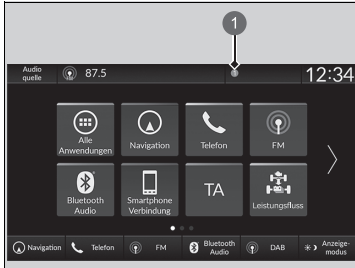 1
Audio
quelle
87.5
12:34
Alle
Anwendungen
Navigation
Telefon
FM
Bluetooth
Audio
Smartphone
Verbindung
TA
Leistungsfluss
Navigation
Telefon
FM
Bluetooth
Audio
DAB
Anzeige-
modus